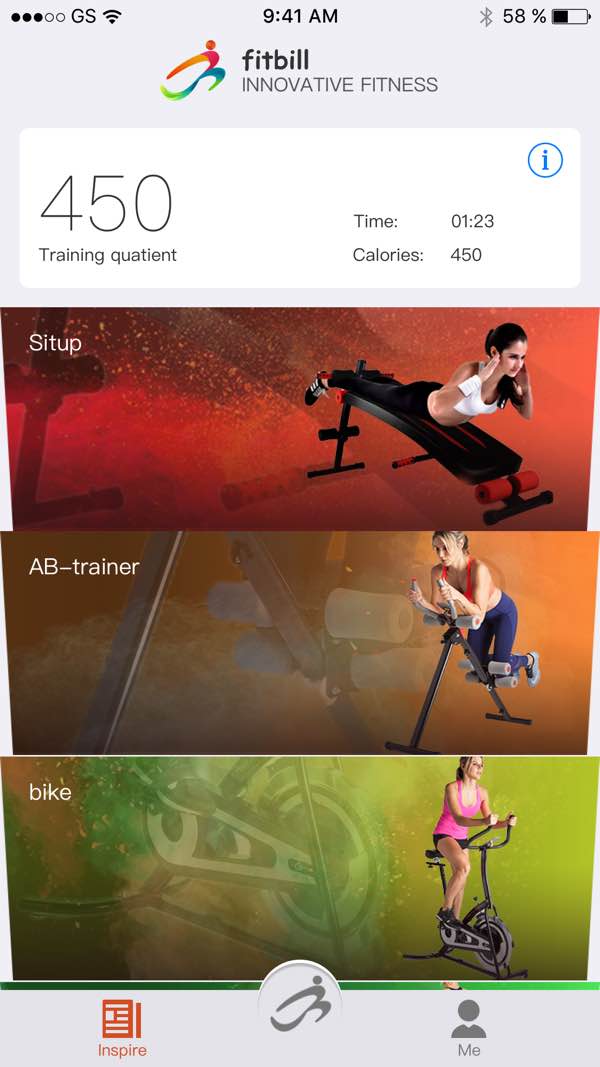 GS 9:41 AM 58 %
fitbill
INNOVATIVE FITNESS
450
Training quatient
Time: 01:23
Calories: 450
Situp
AB-trainer
bike
Inspire
Me